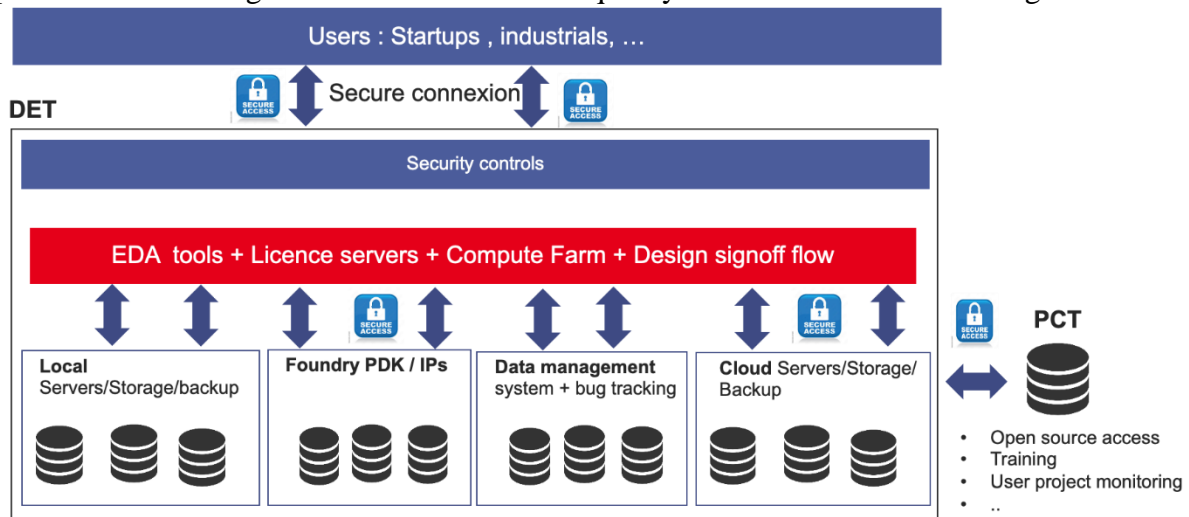 Users : Startups , industrials, …
SECURE
ACCESS
Secure connexion
SECURE
ACCESS
DET
Security controls
EDA tools + Licence servers + Compute Farm + Design signoff flow
SECURE
ACCESS
SECURE
ACCESS
SECURE
ACCESS
PCT
Local
Servers/Storage/backup
Foundry PDK / IPs
Data management
system + bug tracking
Cloud Servers/Storage/
Backup
• Open source access
• Training
• User project monitoring
• ..